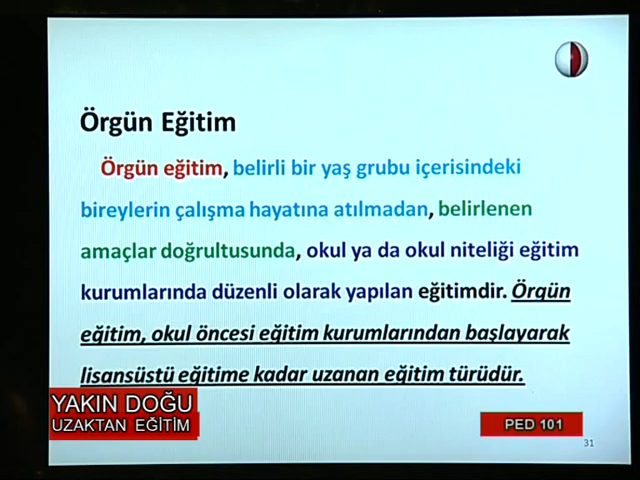 Örgün Eğitim
Örgün eğitim, belirli bir yaş grubu içerisindeki
bireylerin çalışma hayatına atılmadan, belirlenen
amaçlar doğrultusunda, okul ya da okul niteliği eğitim
kurumlarında düzenli olarak yapılan eğitimdir. Örgün
eğitim, okul öncesi eğitim kurumlarından başlayarak
lisansüstü eğitime kadar uzanan eğitim türüdür.
YAKIN DOĞU
UZAKTAN EĞİTİM
PED 101
31